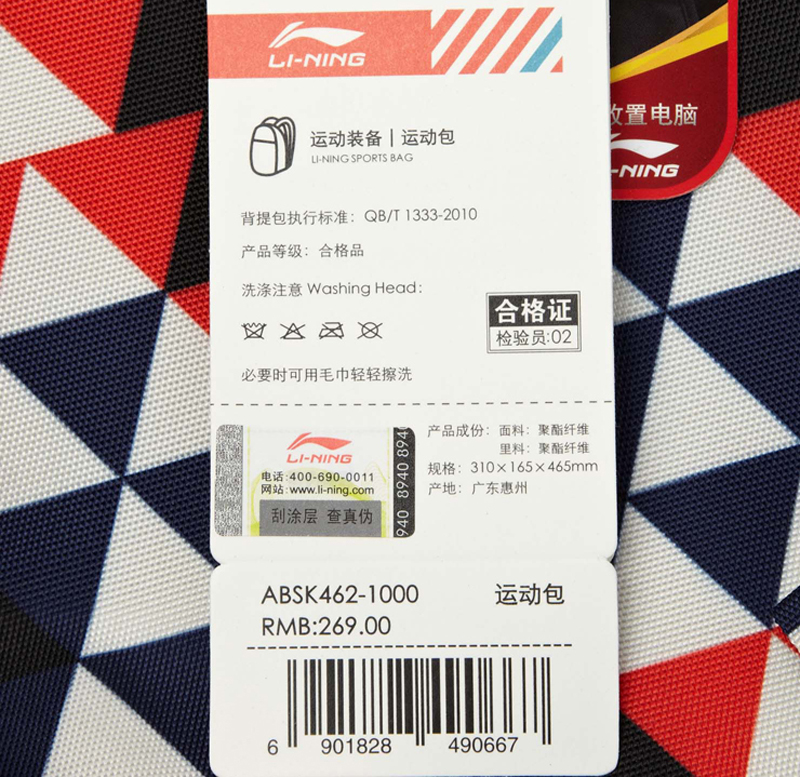 LI-NING
运动装备 | 运动包
LI-NING SPORTS BAG
背提包执行标准：QB/T 1333-2010
产品等级：合格品
洗涤注意 Washing Head:
合格证
检验员:02
必要时可用毛巾轻轻擦洗
产品成份：面料：聚酯纤维
里料：聚酯纤维
规格：310×165×465mm
产地：广东惠州
LI-NING
电话:400-690-0011
网站:www.li-ning.com
刮涂层 查真伪
940 8940 894
ABSK462-1000 运动包
RMB:269.00
6 901828 490667
放置电脑
-NING